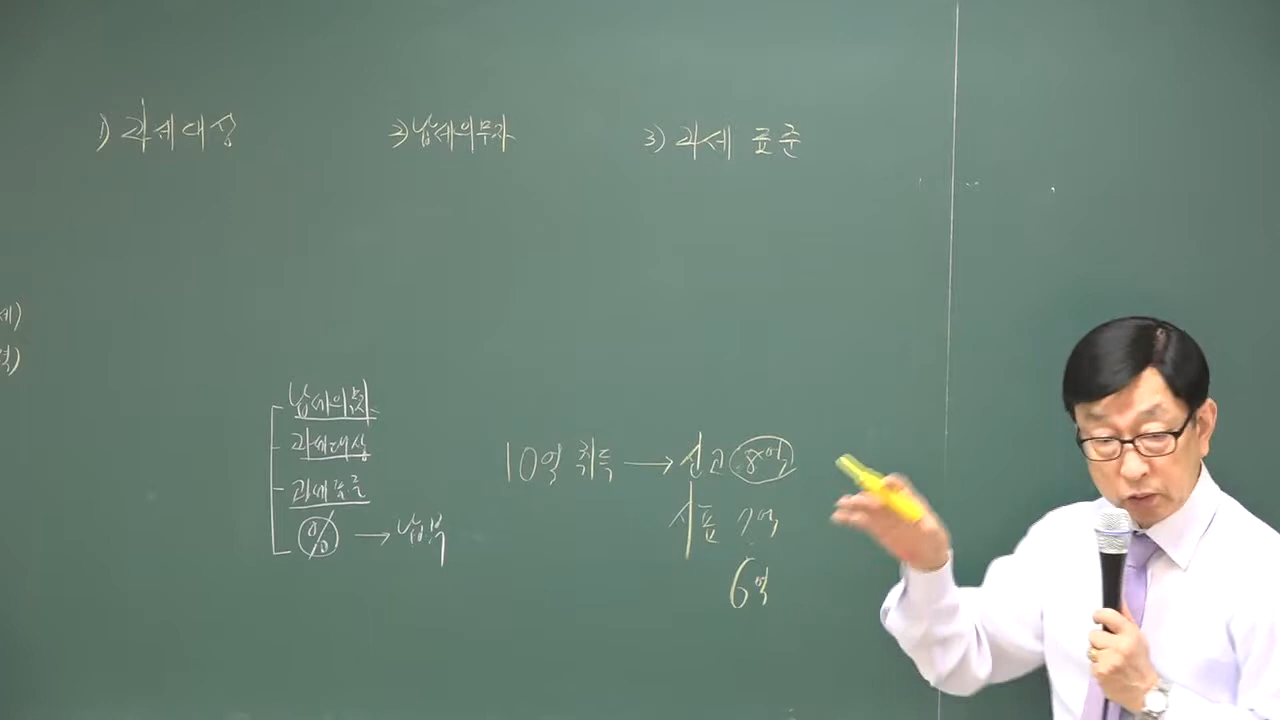 1) 과세대상
2) 납세의무자
3) 과세 표준
세)
납세의무자
과세대상
과세표준
% → 납부
10억 취득 → 신고 8억
시표 7억
6억